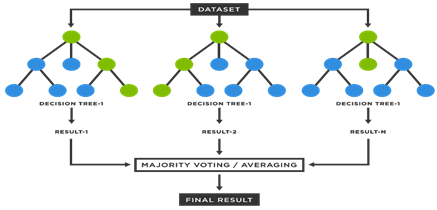 DATASET
DECISION TREE-1 DECISION TREE-1 DECISION TREE-1
RESULT-1 RESULT-2 RESULT-N
MAJORITY VOTING / AVERAGING
FINAL RESULT